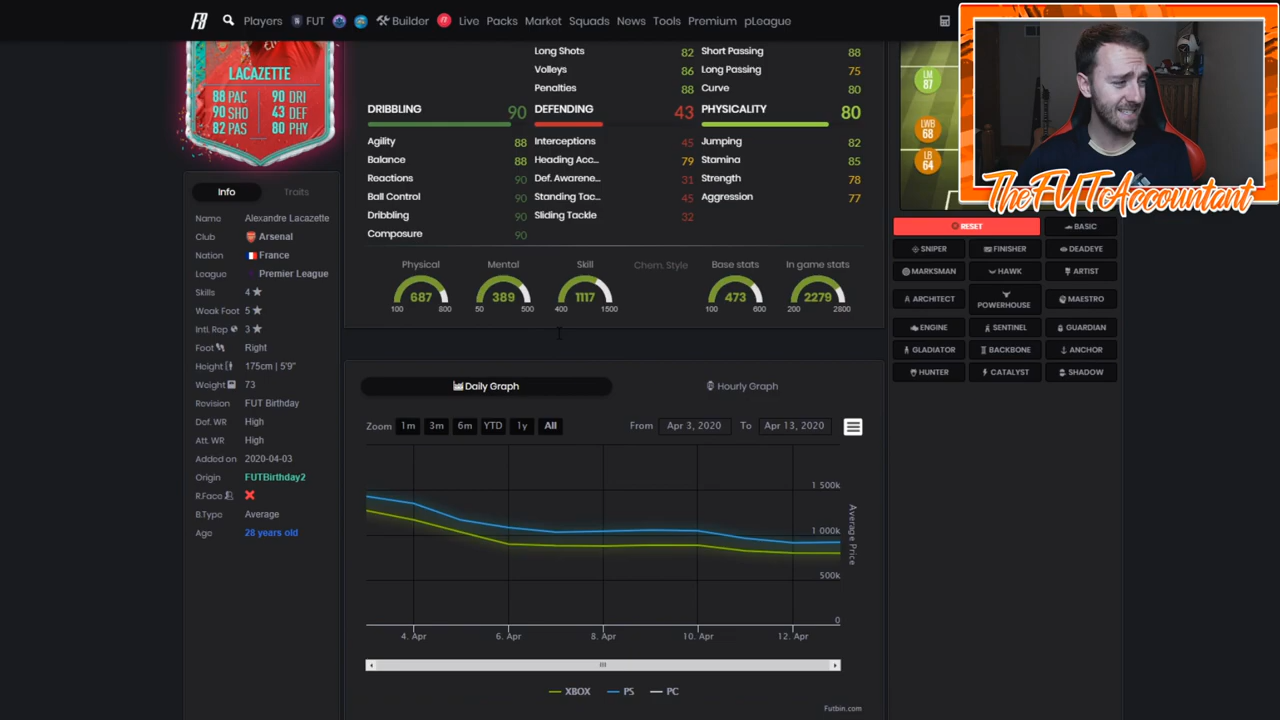 FB Players FUT Builder Live Packs Market Squads News Tools Premium pLeague
LACAZETTE
88 PAC 90 DRI
90 SHO 43 DEF
82 PAS 80 PHY
Long Shots 82 Short Passing 88
Volleys 86 Long Passing 75
Penalties 88 Curve 80
DRIBBLING 90 DEFENDING 43 PHYSICALITY 80
Agility 88 Interceptions 45 Jumping 82
Balance 88 Heading Acc... 79 Stamina 85
Reactions 90 Def. Awarene... 31 Strength 78
Ball Control 90 Standing Tac... 45 Aggression 77
Dribbling 90 Sliding Tackle 32
Composure 90
Physical Mental Skill Chem. Style Base stats In game stats
687 389 1117 473 2279
100 800 50 500 400 1500 100 600 100 2800
Info Traits
Name Alexandre Lacazette
Club Arsenal
Nation France
League Premier League
Skills 4
Weak Foot 5
Intl. Rep 3
Foot Right
Height 175cm | 5'9"
Weight 73
Revision FUT Birthday
Def. WR High
Att. WR High
Added on 2020-04-03
Origin FUTBirthday2
R.Face
B.Type Average
Age 28 years old
Daily Graph Hourly Graph
Zoom 1m 3m 6m YTD 1y All From Apr 3, 2020 To Apr 13, 2020
1 500k
1 000k
500k
0
Average Price
4. Apr 6. Apr 8. Apr 10. Apr 12. Apr
XBOX PS PC
Futbin.com
LM
87
LWB
68
LB
64
TheFUTAccountant
RESET BASIC
SNIPER FINISHER DEADEYE
MARKSMAN HAWK ARTIST
ARCHITECT POWERHOUSE MAESTRO
ENGINE SENTINEL GUARDIAN
GLADIATOR BACKBONE ANCHOR
HUNTER CATALYST SHADOW